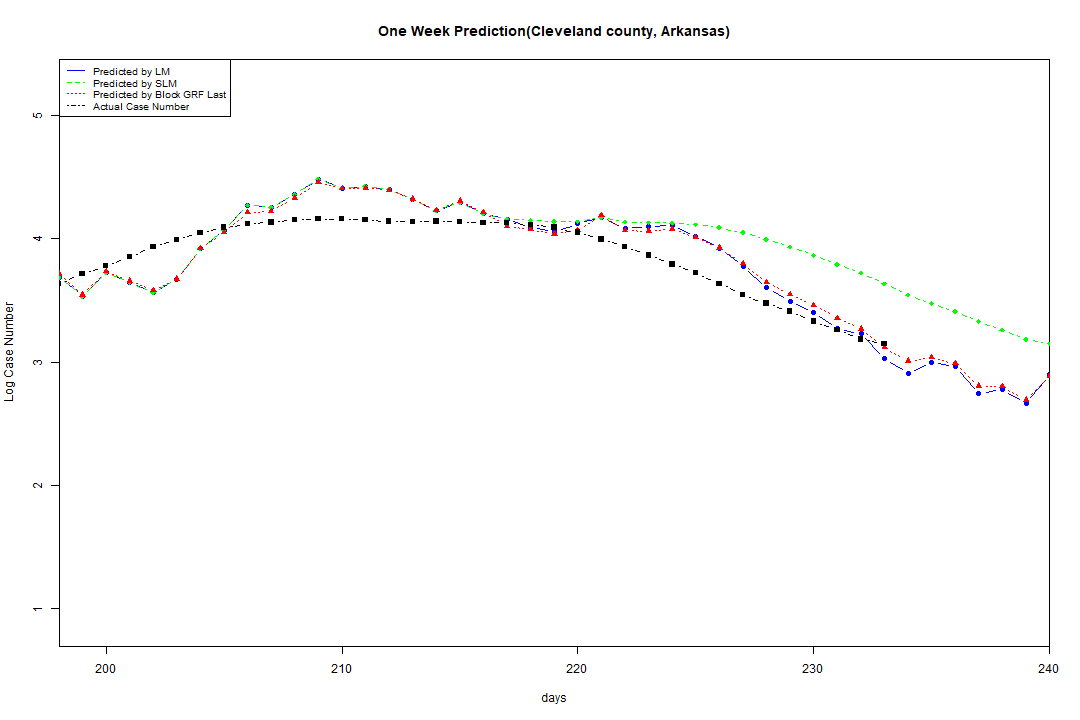 One Week Prediction(Cleveland county, Arkansas)
Predicted by LM
Predicted by SLM
Predicted by Block GRF Last
Actual Case Number
5
4
3
2
1
Log Case Number
200
210
220
230
240
days